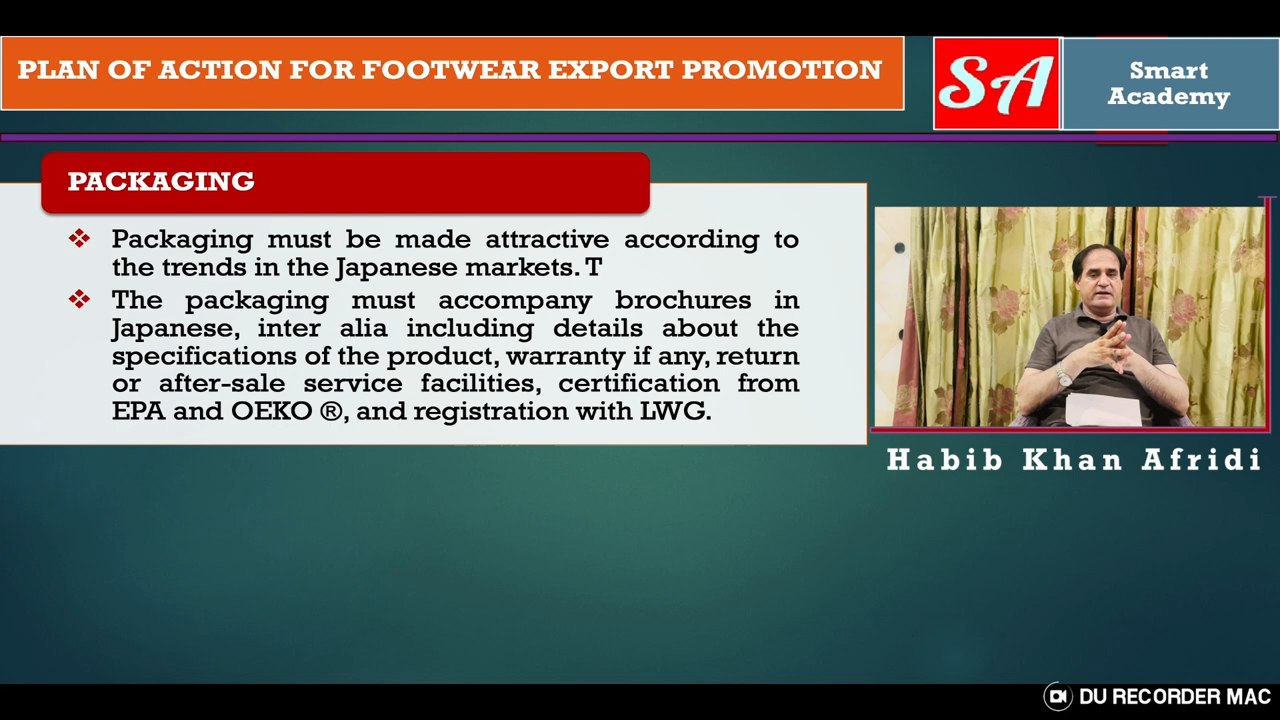 PLAN OF ACTION FOR FOOTWEAR EXPORT PROMOTION
SA
Smart
Academy
PACKAGING
Packaging must be made attractive according to
the trends in the Japanese markets. T
The packaging must accompany brochures in
Japanese, inter alia including details about the
specifications of the product, warranty if any, return
or after-sale service facilities, certification from
EPA and OEKO ®, and registration with LWG.
Habib Khan Afridi
DU RECORDER MAC